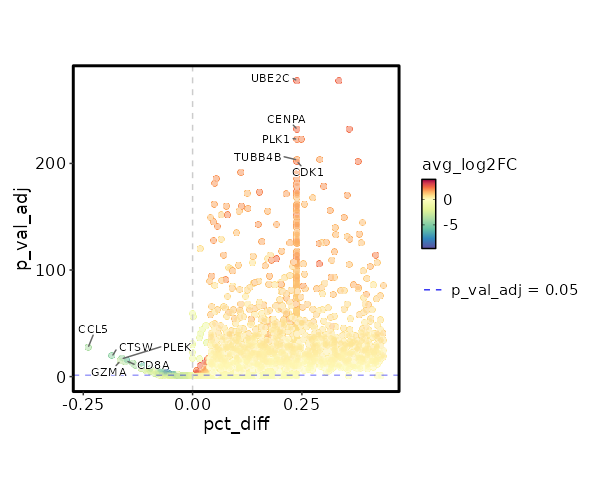 UBE2C
CENPA
PLK1
TUBB4B
CDK1
CCL5
CTSW
PLEK
GZMA
CD8A
200
100
0
p_val_adj
-0.25
0.00
0.25
pct_diff
avg_log2FC
0
-5
p_val_adj = 0.05